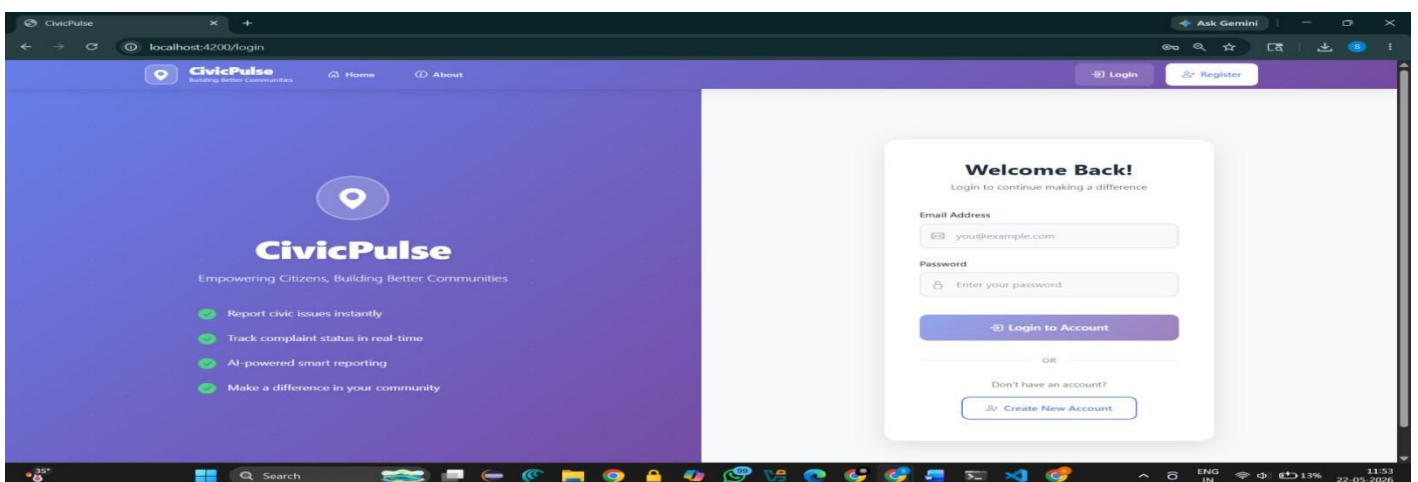 CivicPulse
Ask Gemini
localhost:4200/login
S
CivicPulse
Building Better Communities
Home
About
Login
Register
CivicPulse
Empowering Citizens, Building Better Communities
Report civic issues instantly
Track complaint status in real-time
AI-powered smart reporting
Make a difference in your community
Welcome Back!
Login to continue making a difference
Email Address
you@example.com
Password
Enter your password
Login to Account
OR
Don't have an account?
Create New Account
35°
Search
99
ENG
IN
13%
11:53
22-05-2026